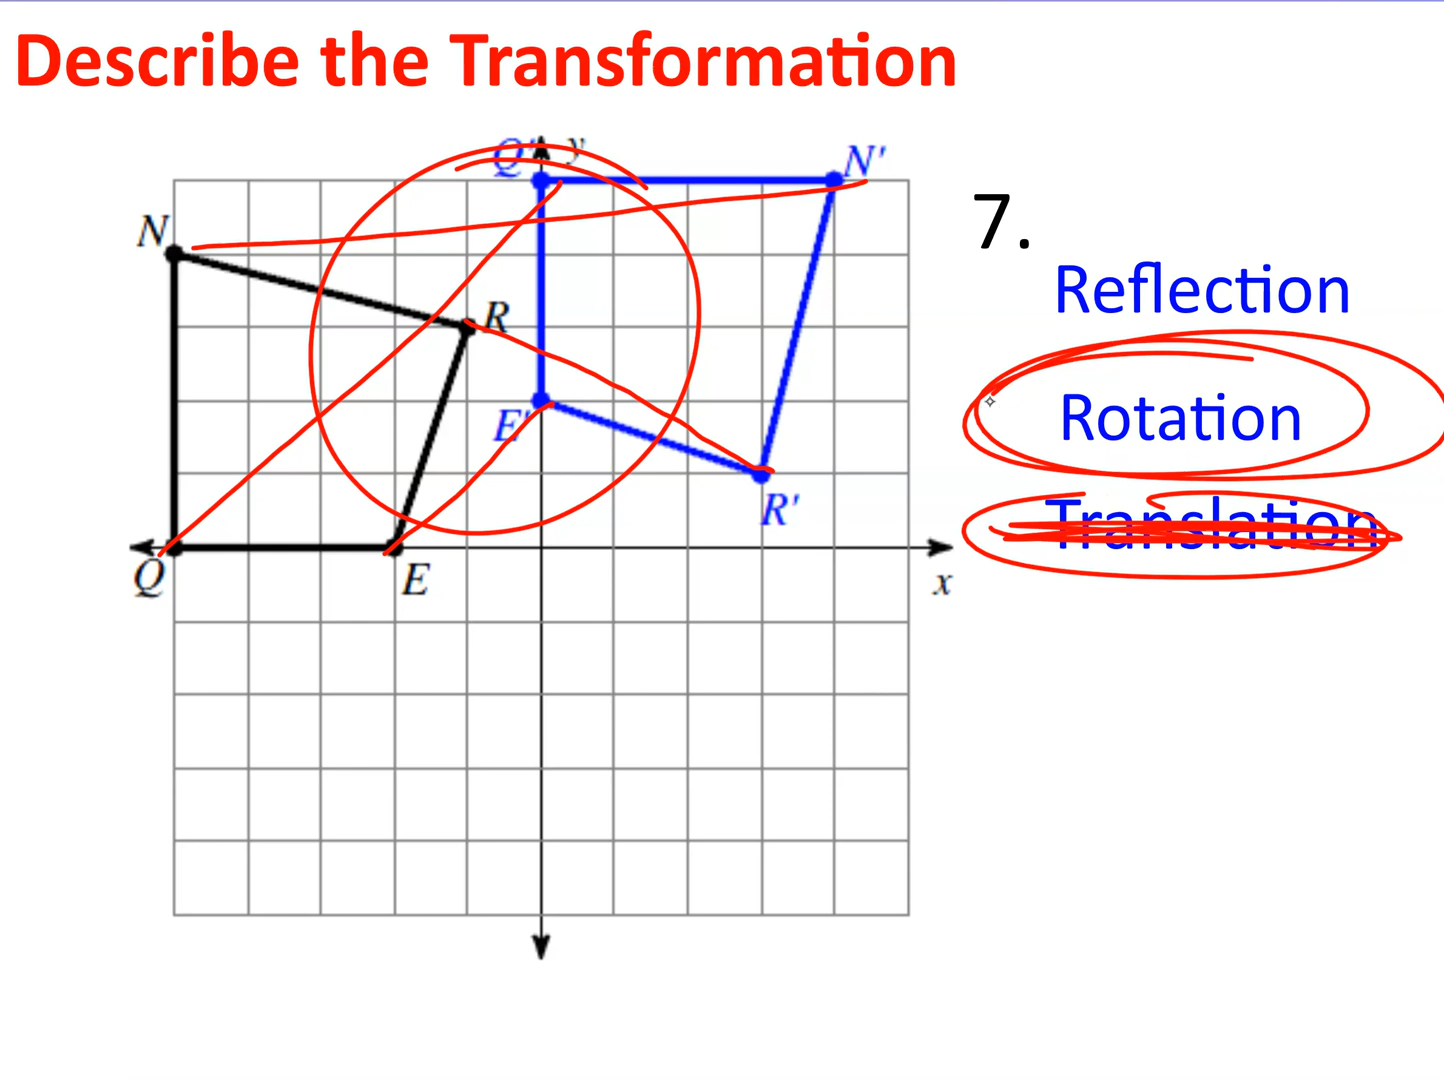 Describe the Transformation
Q' y N'
N
7.
Reflection
R
Rotation
E'
R'
Translation
Q E x